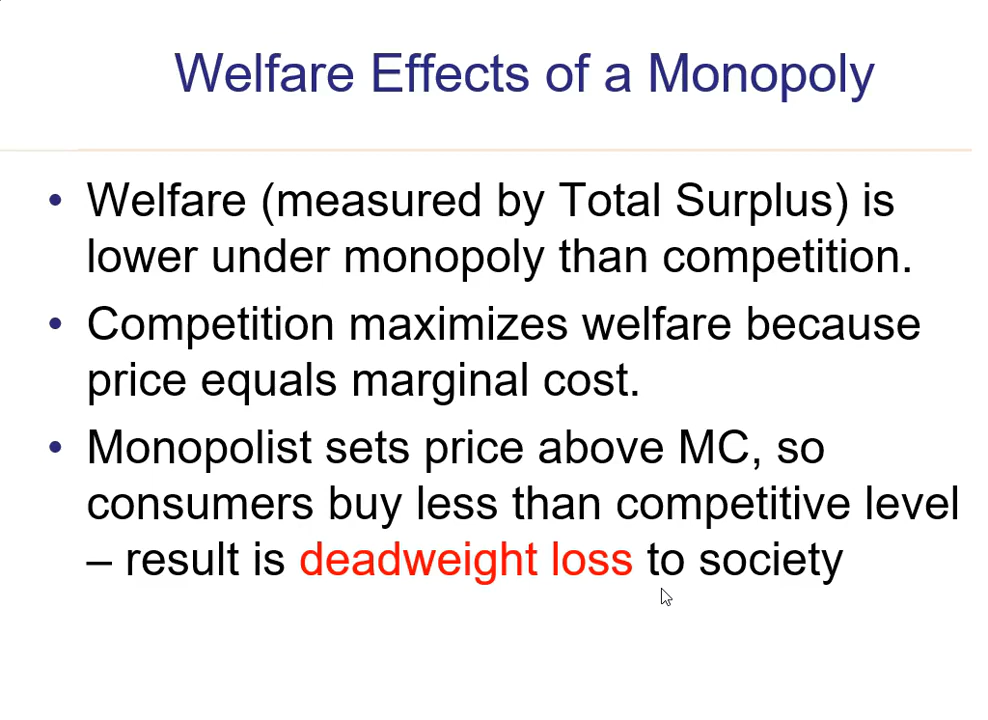 Welfare Effects of a Monopoly
• Welfare (measured by Total Surplus) is
lower under monopoly than competition.
• Competition maximizes welfare because
price equals marginal cost.
• Monopolist sets price above MC, so
consumers buy less than competitive level
– result is deadweight loss to society